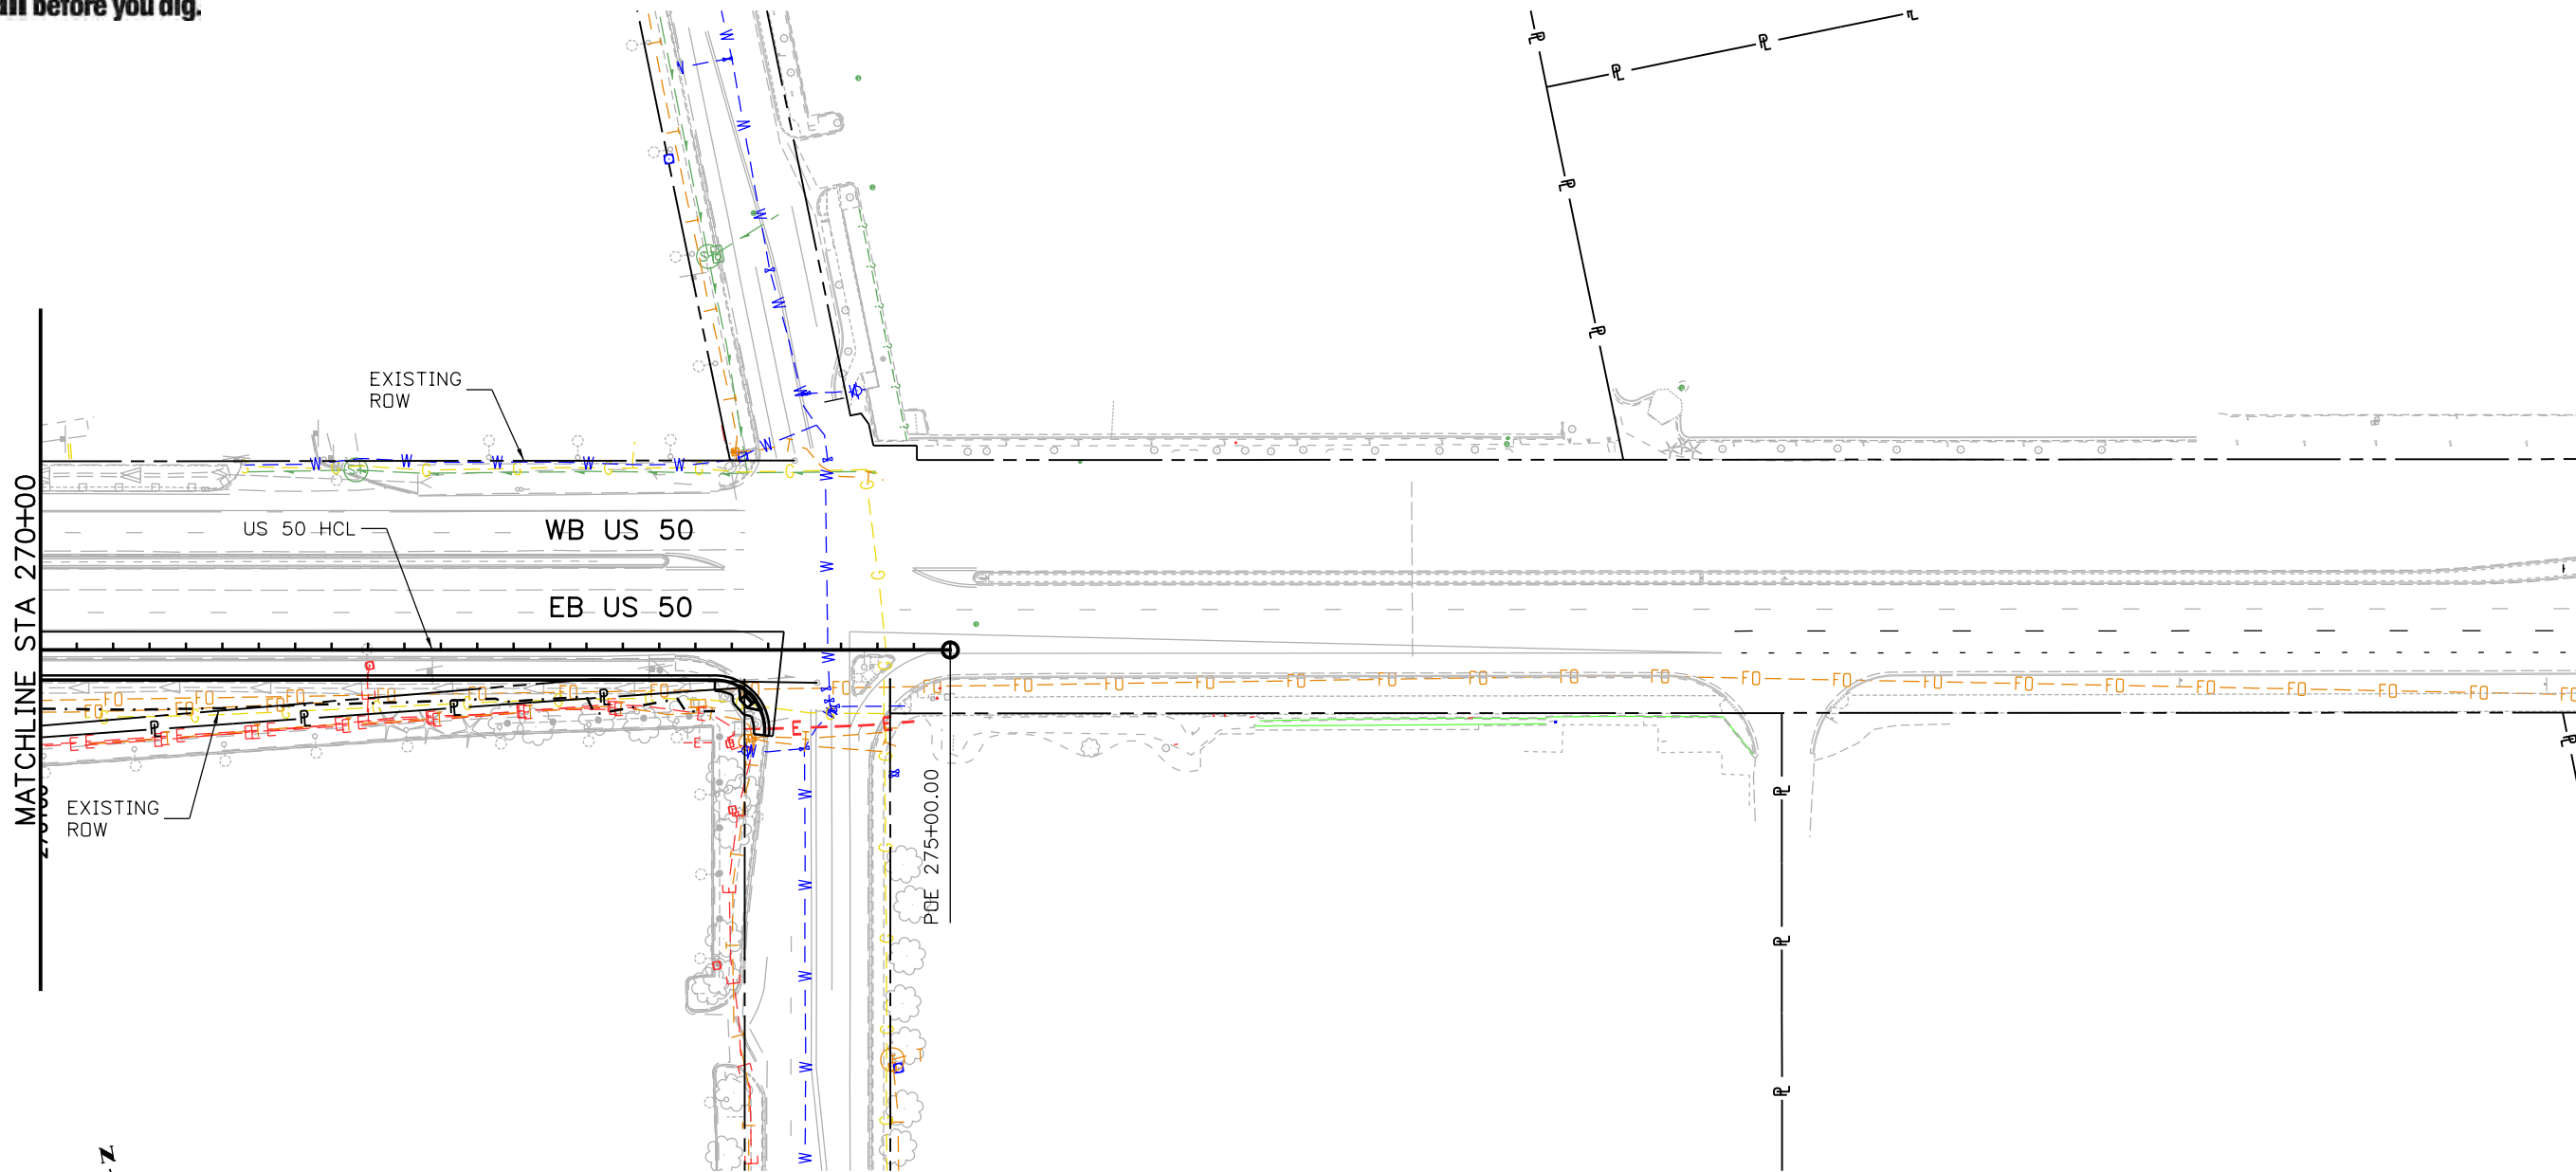 before you dig.
EXISTING
ROW
US 50 HCL
WB US 50
EB US 50
MATCHLINE STA 270+00
EXISTING
ROW
POE 275+00.00
N